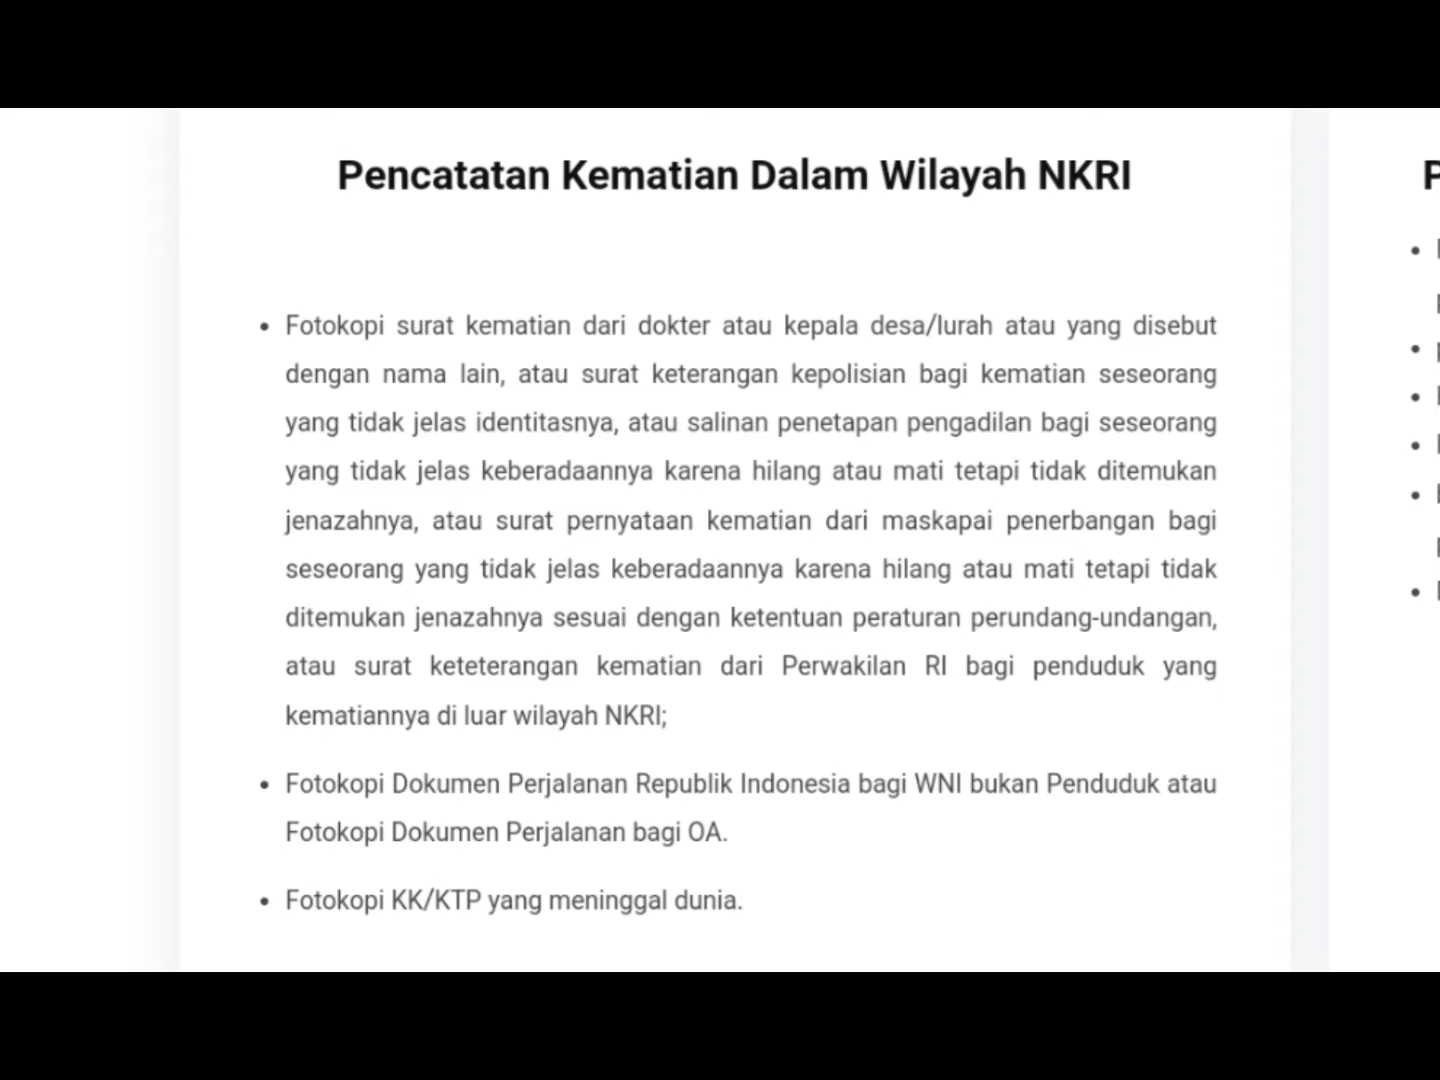 Pencatatan Kematian Dalam Wilayah NKRI
• Fotokopi surat kematian dari dokter atau kepala desa/lurah atau yang disebut
dengan nama lain, atau surat keterangan kepolisian bagi kematian seseorang
yang tidak jelas identitasnya, atau salinan penetapan pengadilan bagi seseorang
yang tidak jelas keberadaannya karena hilang atau mati tetapi tidak ditemukan
jenazahnya, atau surat pernyataan kematian dari maskapai penerbangan bagi
seseorang yang tidak jelas keberadaannya karena hilang atau mati tetapi tidak
ditemukan jenazahnya sesuai dengan ketentuan peraturan perundang-undangan,
atau surat keteterangan kematian dari Perwakilan RI bagi penduduk yang
kematiannya di luar wilayah NKRI;
• Fotokopi Dokumen Perjalanan Republik Indonesia bagi WNI bukan Penduduk atau
Fotokopi Dokumen Perjalanan bagi OA.
• Fotokopi KK/KTP yang meninggal dunia.